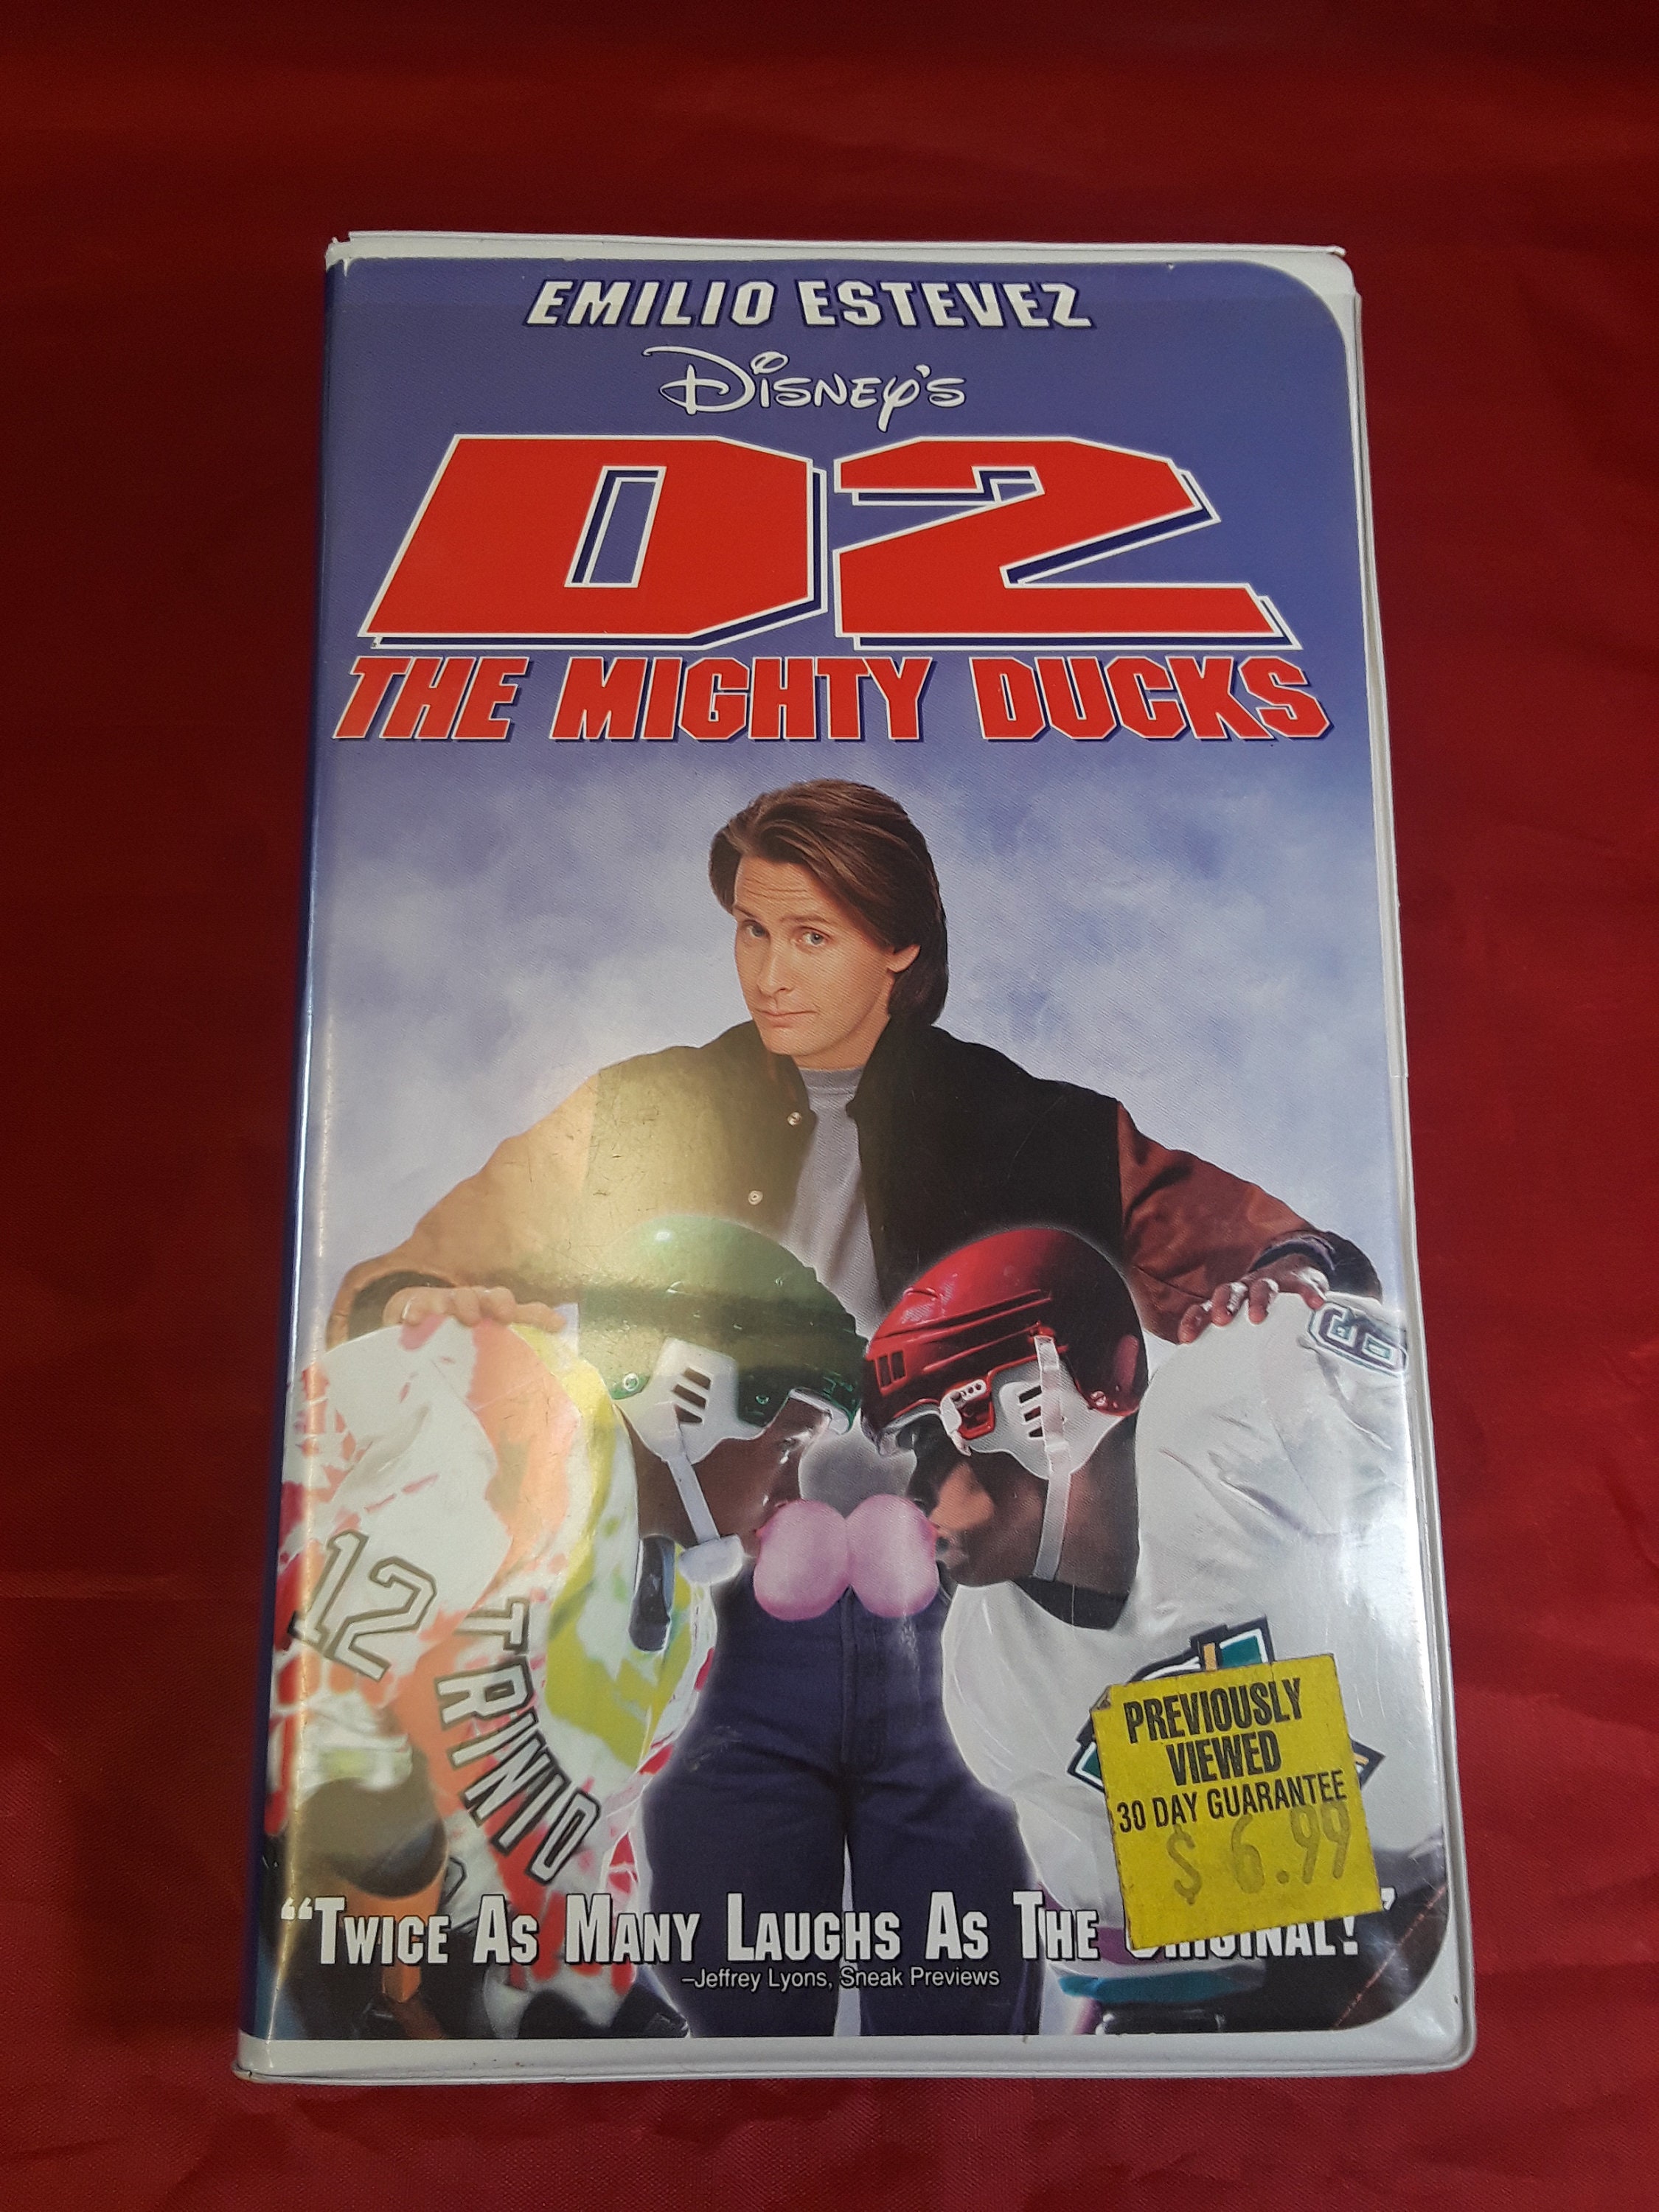 EMILIO ESTEVEZ
DISNEY'S
D2
THE MIGHTY DUCKS
12
TRINID
PREVIOUSLY
VIEWED
30 DAY GUARANTEE
$ 6.99
“TWICE AS MANY LAUGHS AS THE ORIGINAL!”
–Jeffrey Lyons, Sneak Previews